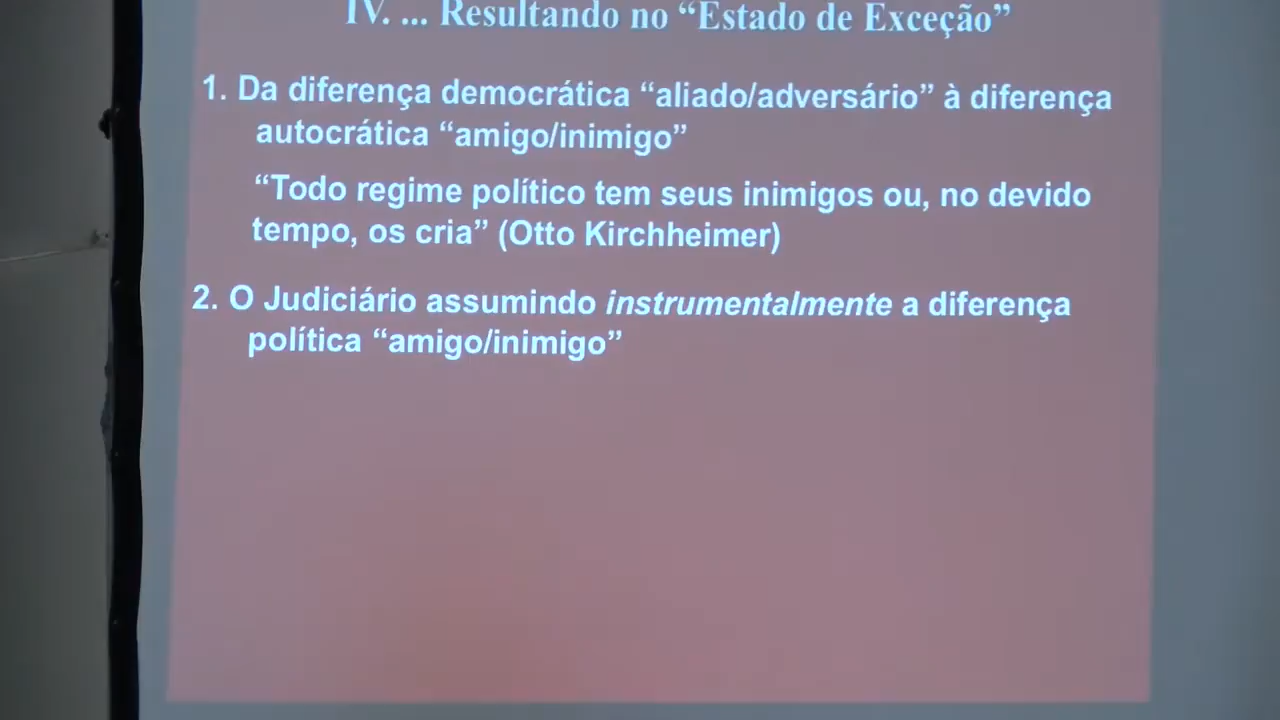 IV. ... Resultando no “Estado de Exceção”
1. Da diferença democrática “aliado/adversário” à diferença
autocrática “amigo/inimigo”
“Todo regime político tem seus inimigos ou, no devido
tempo, os cria” (Otto Kirchheimer)
2. O Judiciário assumindo instrumentalmente a diferença
política “amigo/inimigo”